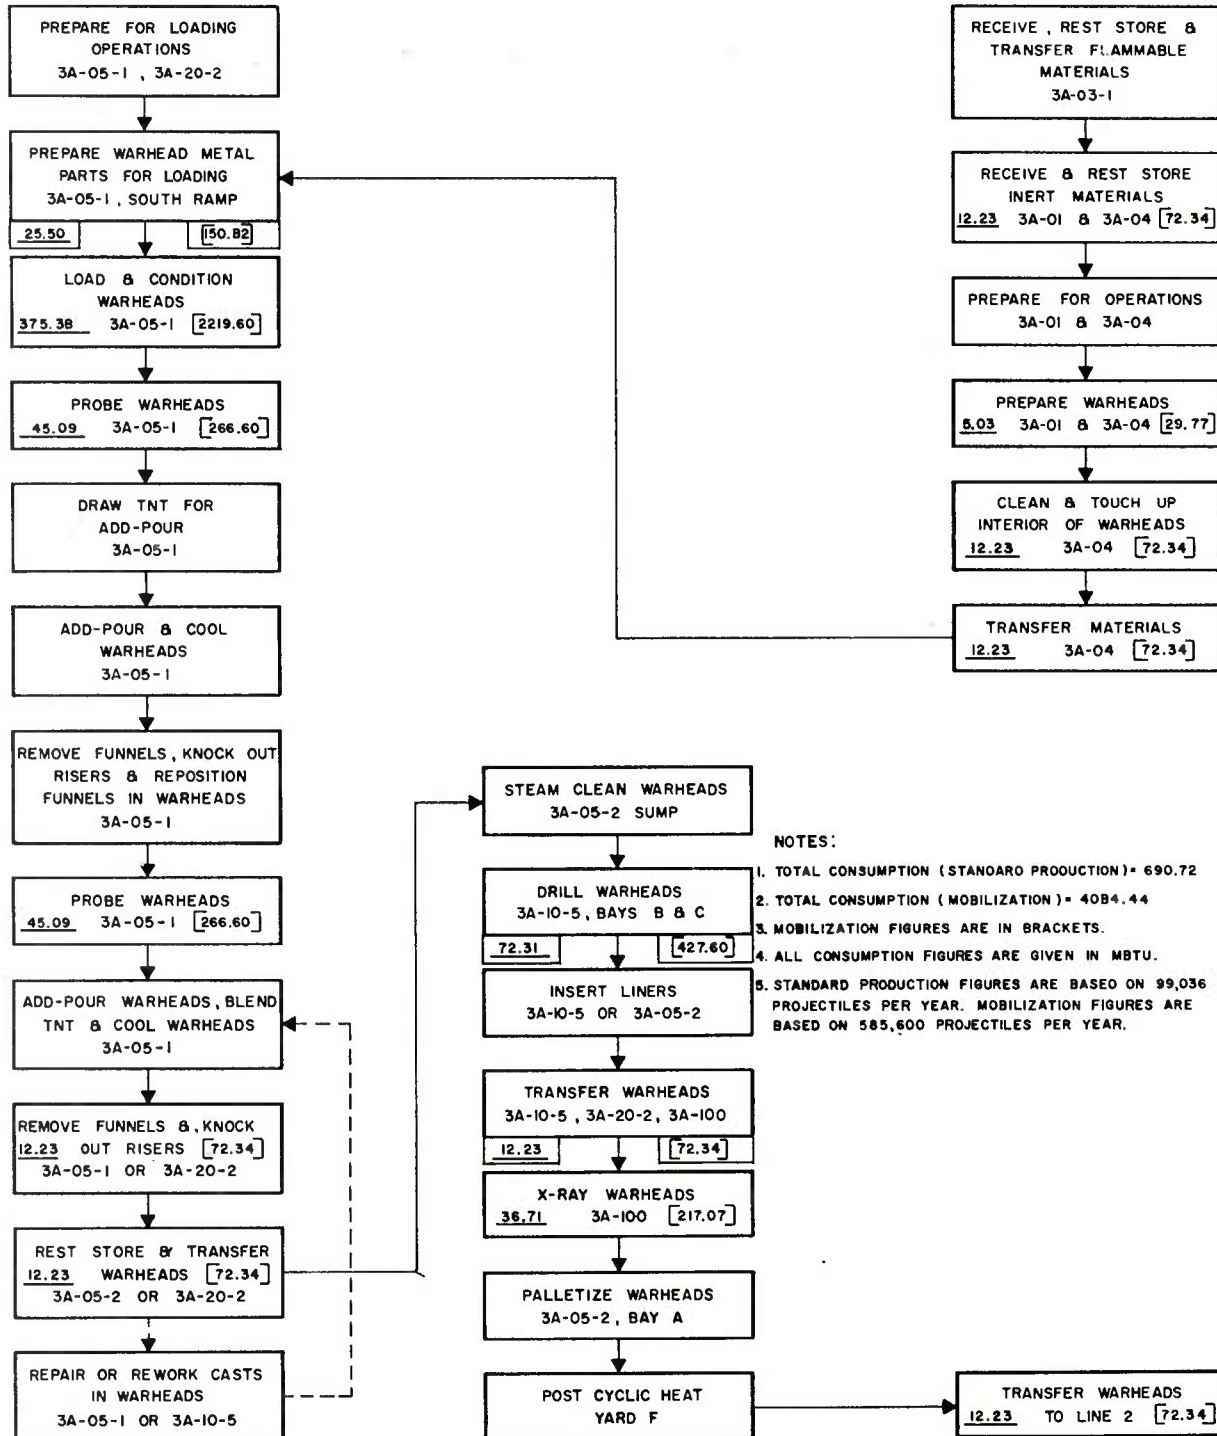 PREPARE FOR LOADING
OPERATIONS
3A-05-1 , 3A-20-2
PREPARE WARHEAD METAL
PARTS FOR LOADING
3A-05-1 , SOUTH RAMP
25.50 [150.82]
LOAD & CONDITION
WARHEADS
375.38 3A-05-1 [2219.60]
PROBE WARHEADS
45.09 3A-05-1 [266.60]
DRAW TNT FOR
ADD-POUR
3A-05-1
ADD-POUR & COOL
WARHEADS
3A-05-1
REMOVE FUNNELS, KNOCK OUT
RISERS & REPOSITION
FUNNELS IN WARHEADS
3A-05-1
PROBE WARHEADS
45.09 3A-05-1 [266.60]
ADD-POUR WARHEADS, BLEND
TNT & COOL WARHEADS
3A-05-1
REMOVE FUNNELS &, KNOCK
12.23 OUT RISERS [72.34]
3A-05-1 OR 3A-20-2
REST STORE & TRANSFER
12.23 WARHEADS [72.34]
3A-05-2 OR 3A-20-2
REPAIR OR REWORK CASTS
IN WARHEADS
3A-05-1 OR 3A-10-5
RECEIVE , REST STORE &
TRANSFER FLAMMABLE
MATERIALS
3A-03-1
RECEIVE & REST STORE
INERT MATERIALS
12.23 3A-01 & 3A-04 [72.34]
PREPARE FOR OPERATIONS
3A-01 & 3A-04
PREPARE WARHEADS
5.03 3A-01 & 3A-04 [29.77]
CLEAN & TOUCH UP
INTERIOR OF WARHEADS
12.23 3A-04 [72.34]
TRANSFER MATERIALS
12.23 3A-04 [72.34]
STEAM CLEAN WARHEADS
3A-05-2 SUMP
DRILL WARHEADS
3A-10-5, BAYS B & C
72.31 [427.60]
INSERT LINERS
3A-10-5 OR 3A-05-2
TRANSFER WARHEADS
3A-10-5 , 3A-20-2, 3A-100
12.23 [72.34]
X-RAY WARHEADS
36.71 3A-100 [217.07]
PALLETIZE WARHEADS
3A-05-2, BAY A
POST CYCLIC HEAT
YARD F
TRANSFER WARHEADS
12.23 TO LINE 2 [72.34]
NOTES:
1. TOTAL CONSUMPTION (STANDARD PRODUCTION)= 690.72
2. TOTAL CONSUMPTION (MOBILIZATION)= 4084.44
3. MOBILIZATION FIGURES ARE IN BRACKETS.
4. ALL CONSUMPTION FIGURES ARE GIVEN IN MBTU.
5. STANDARD PRODUCTION FIGURES ARE BASED ON 99,036
PROJECTILES PER YEAR. MOBILIZATION FIGURES ARE
BASED ON 585,600 PROJECTILES PER YEAR.